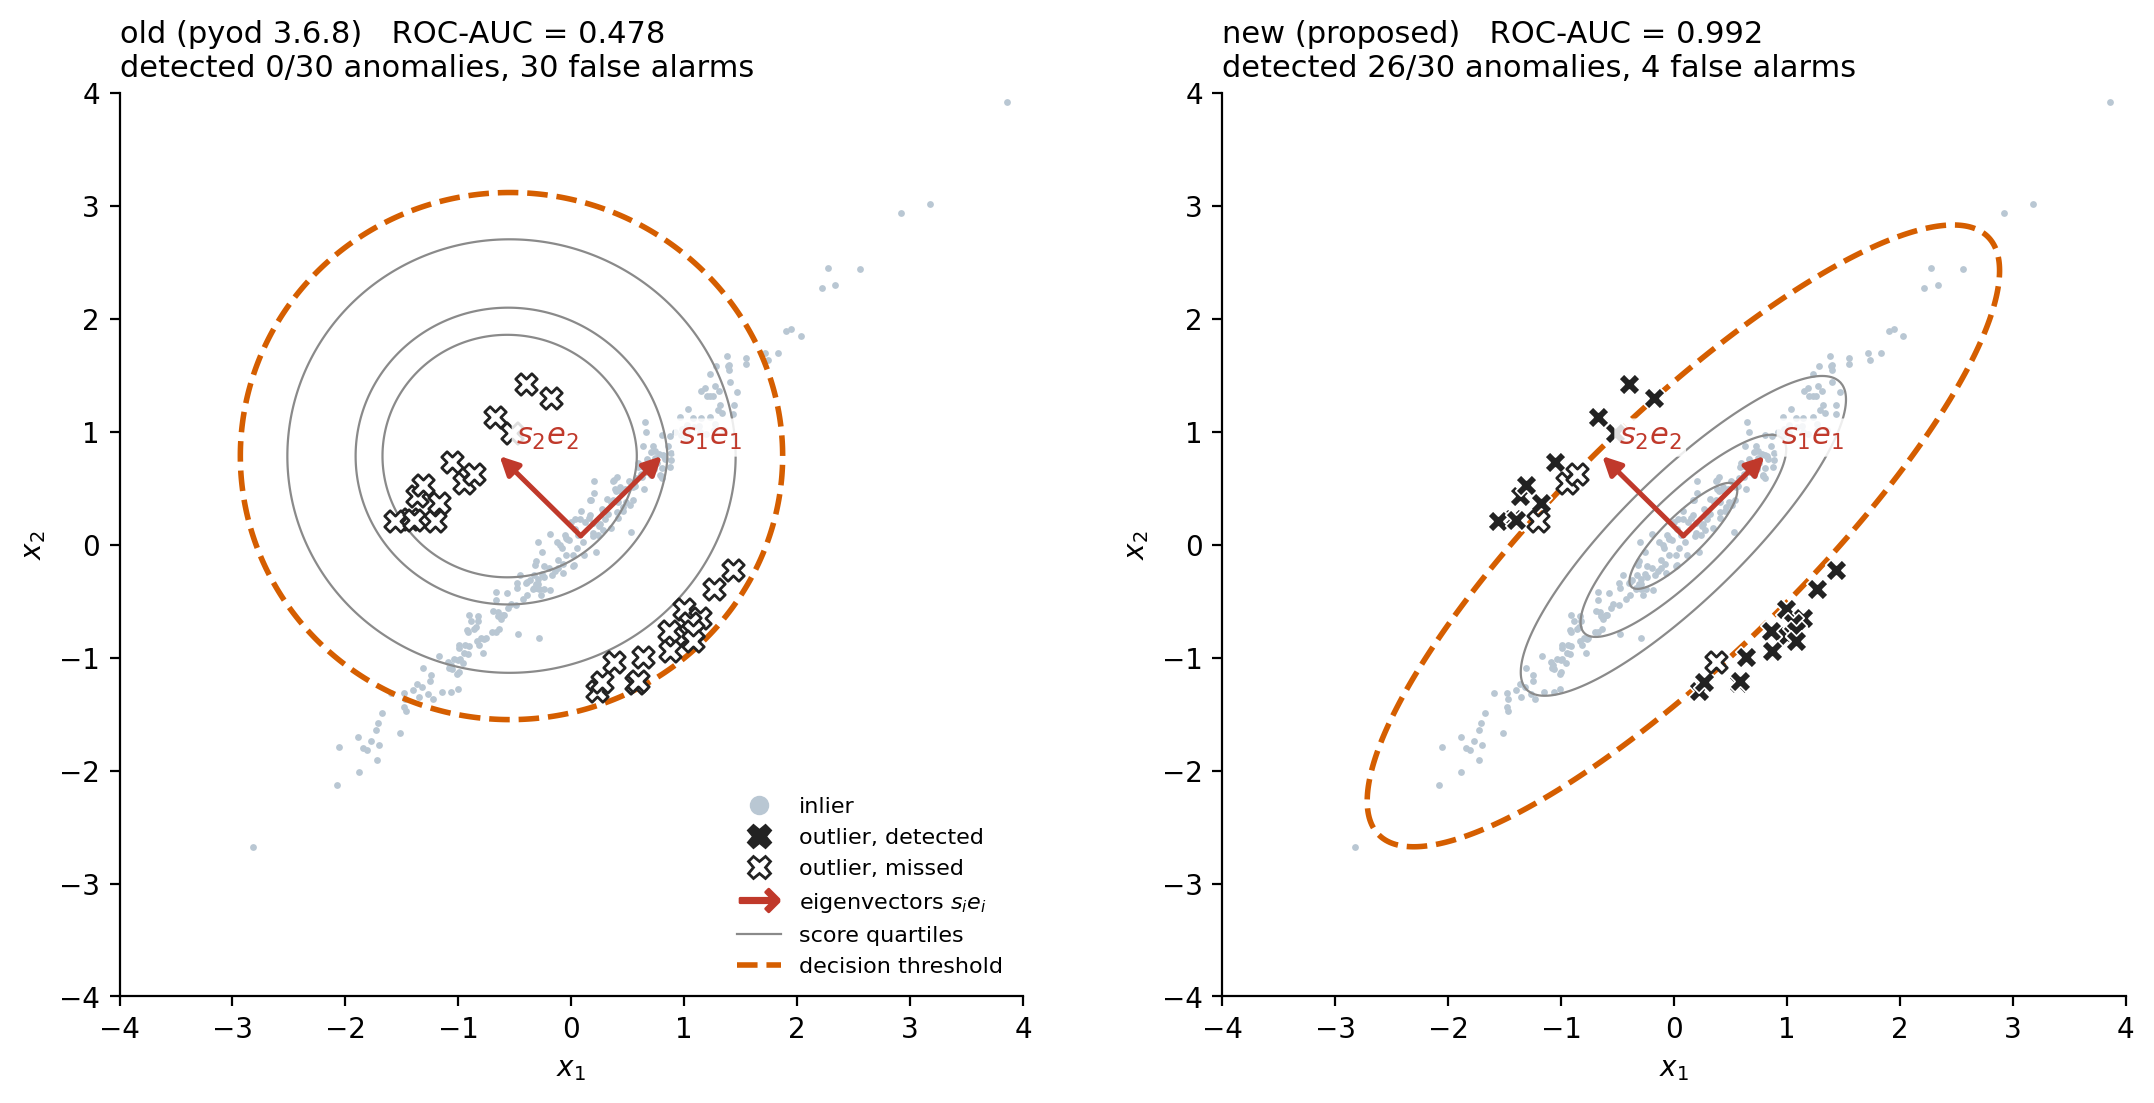 old (pyod 3.6.8)   ROC-AUC = 0.478
detected 0/30 anomalies, 30 false alarms
4
3
2
1
0
−1
−2
−3
−4
x₂
s₂e₂
s₁e₁
inlier
outlier, detected
outlier, missed
eigenvectors sᵢeᵢ
score quartiles
decision threshold
−4 −3 −2 −1 0 1 2 3 4
x₁
new (proposed)   ROC-AUC = 0.992
detected 26/30 anomalies, 4 false alarms
4
3
2
1
0
−1
−2
−3
−4
x₂
s₂e₂
s₁e₁
−4 −3 −2 −1 0 1 2 3 4
x₁